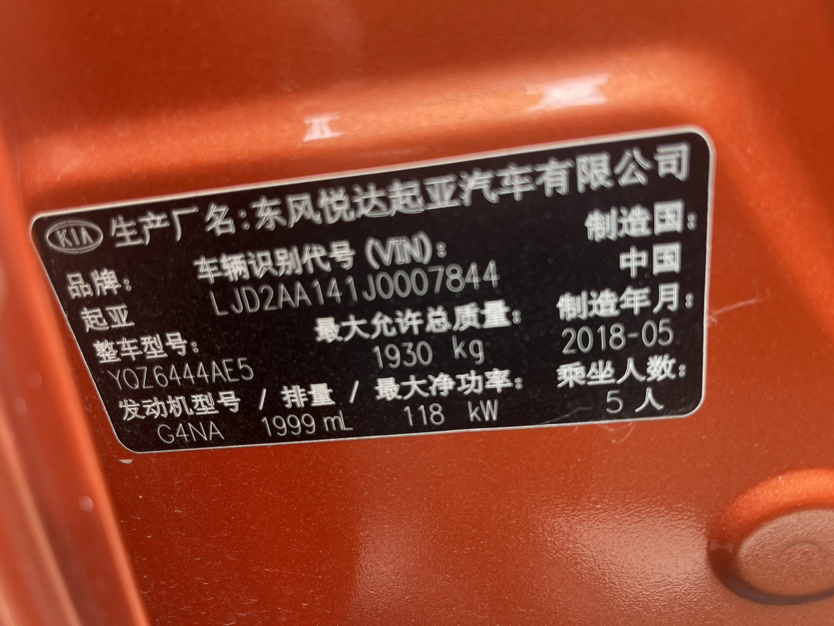 KIA 生产厂名:东风悦达起亚汽车有限公司
品牌: 车辆识别代号 (VIN): 制造国:
起亚 LJD2AA141J0007844 中国
整车型号: 最大允许总质量: 制造年月:
YQZ6444AE5 1930 kg 2018-05
发动机型号 / 排量 / 最大净功率: 乘坐人数:
G4NA 1999 mL 118 kW 5 人